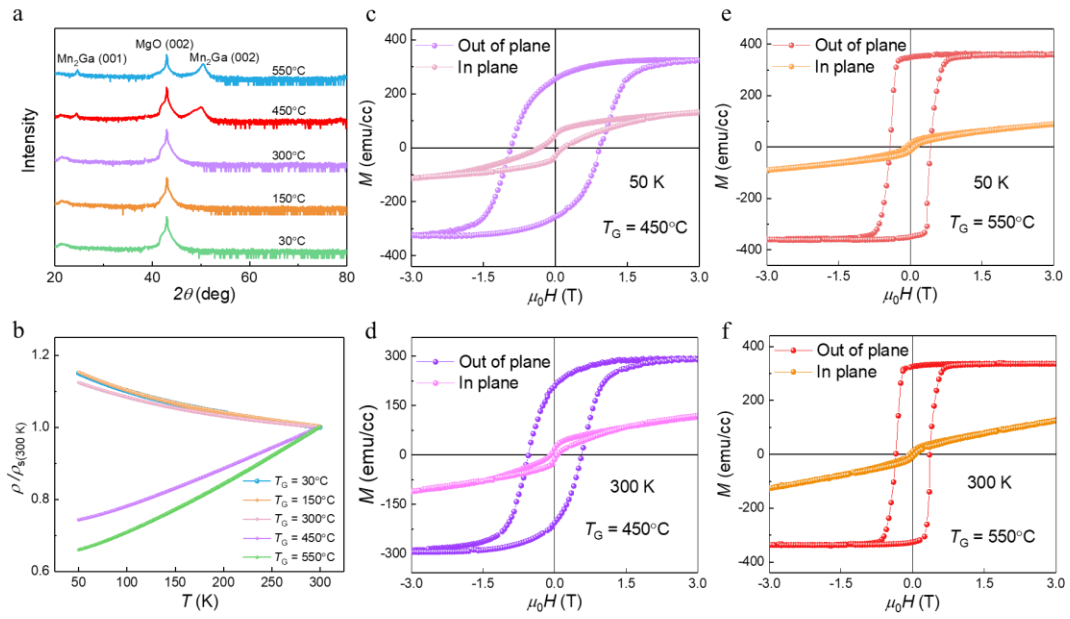 a
Mn2Ga (001)
MgO (002)
Mn2Ga (002)
550°C
450°C
300°C
150°C
30°C
Intensity
20 40 60 80
2θ (deg)
b
1.2
1.0
0.8
0.6
ρ/ρs(300 K)
TG = 30°C
TG = 150°C
TG = 300°C
TG = 450°C
TG = 550°C
50 100 150 200 250 300
T (K)
c
Out of plane
In plane
400
200
0
-200
-400
M (emu/cc)
50 K
TG = 450°C
-3.0 -1.5 0.0 1.5 3.0
μ0H (T)
d
Out of plane
In plane
300
150
0
-150
-300
M (emu/cc)
300 K
TG = 450°C
-3.0 -1.5 0.0 1.5 3.0
μ0H (T)
e
Out of plane
In plane
400
200
0
-200
-400
M (emu/cc)
50 K
TG = 550°C
-3.0 -1.5 0.0 1.5 3.0
μ0H (T)
f
Out of plane
In plane
400
200
0
-200
-400
M (emu/cc)
300 K
TG = 550°C
-3.0 -1.5 0.0 1.5 3.0
μ0H (T)